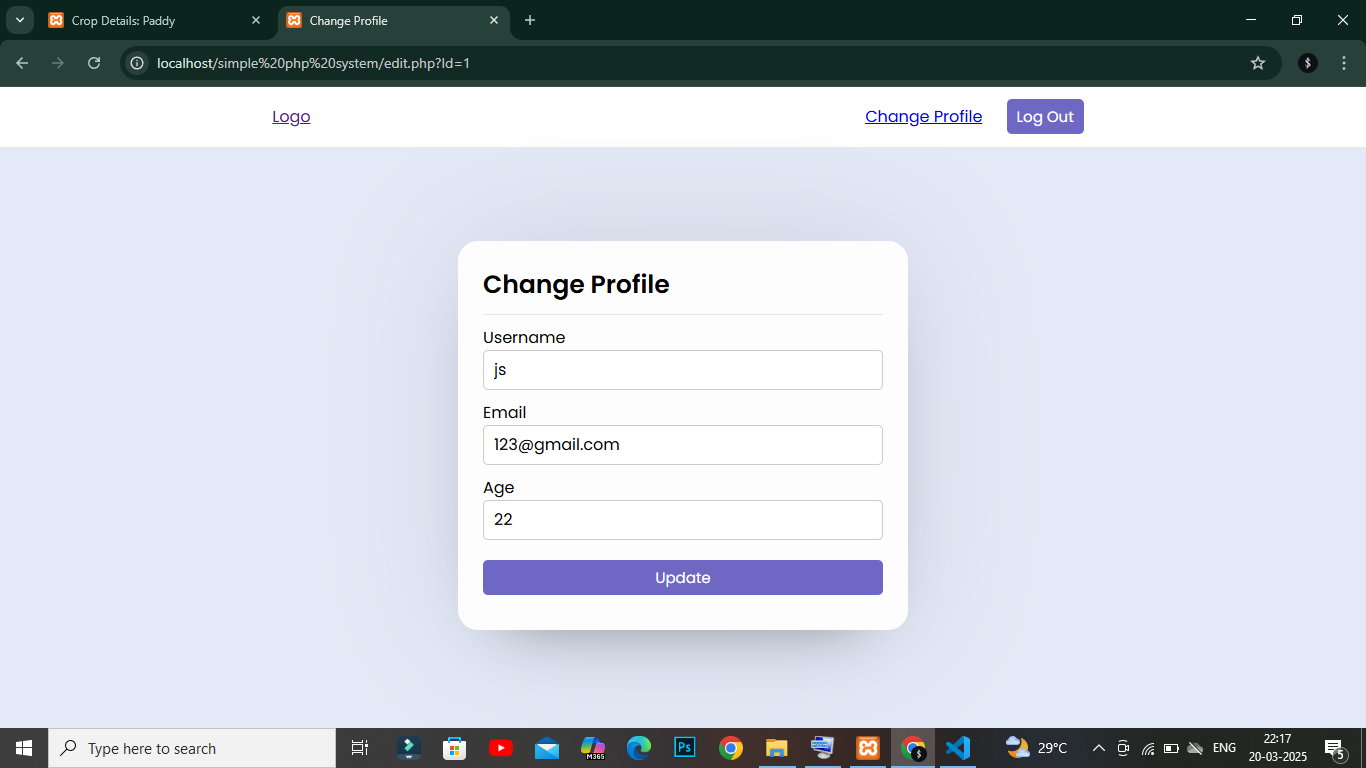 Crop Details: Paddy
Change Profile
localhost/simple%20php%20system/edit.php?Id=1
$
Logo
Change Profile
Log Out
Change Profile
Username
js
Email
123@gmail.com
Age
22
Update
Type here to search
M365
Ps
$
29°C
ENG
22:17
20-03-2025
5